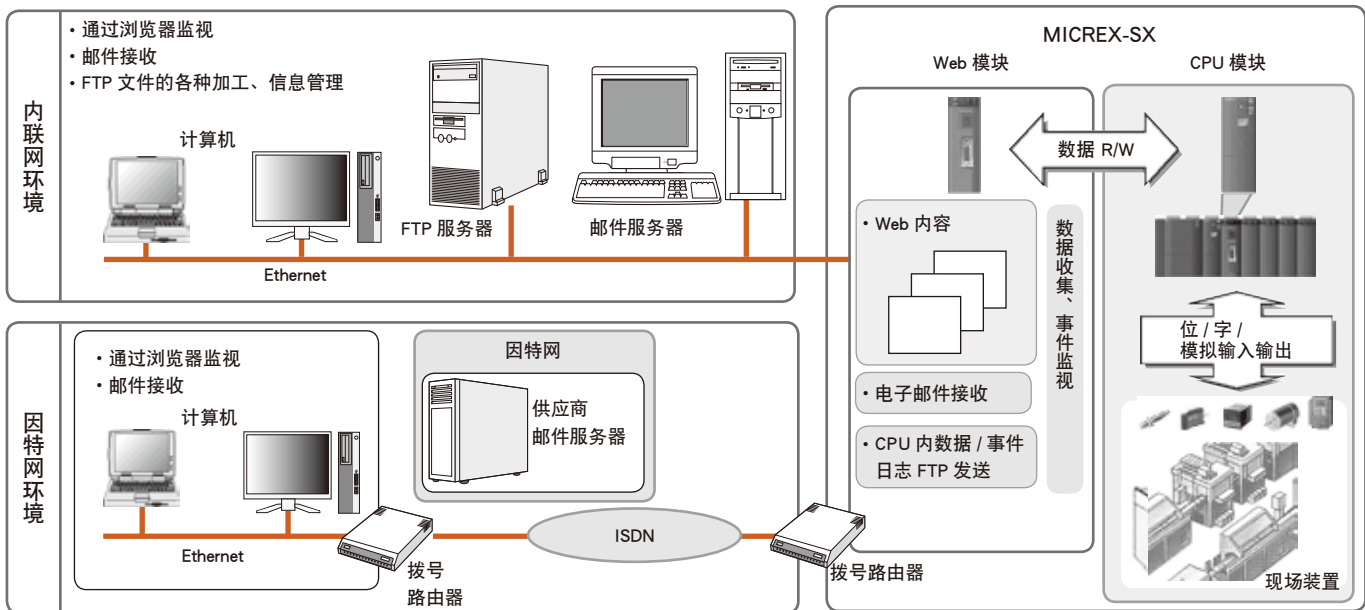 内联网环境
・通过浏览器监视
・邮件接收
・FTP 文件的各种加工、信息管理
计算机
FTP 服务器
邮件服务器
Ethernet
因特网环境
・通过浏览器监视
・邮件接收
计算机
Ethernet
因特网
供应商
邮件服务器
拨号
路由器
ISDN
拨号路由器
MICREX-SX
Web 模块
CPU 模块
数据 R/W
・Web 内容
・电子邮件接收
・CPU 内数据 / 事件
日志 FTP 发送
数据收集、事件监视
位 / 字 /
模拟输入输出
现场装置